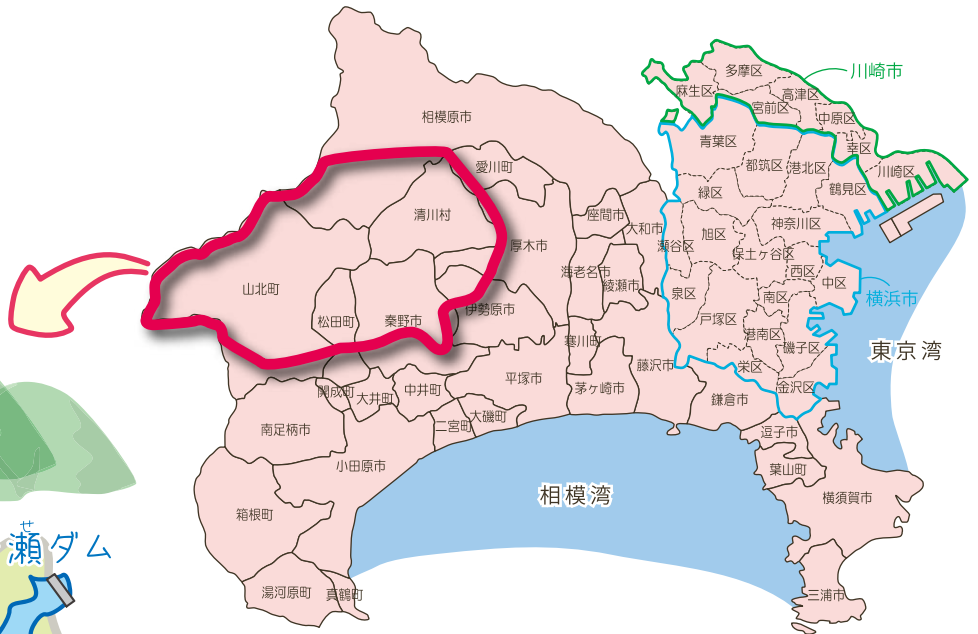 川崎市
多摩区
麻生区
高津区
宮前区
中原区
幸区
川崎区
相模原市
青葉区
都筑区
港北区
鶴見区
緑区
愛川町
清川村
座間市
大和市
瀬谷区
旭区
神奈川区
保土ヶ谷区
西区
中区
横浜市
厚木市
海老名市
綾瀬市
泉区
南区
戸塚区
港南区
磯子区
山北町
松田町
秦野市
伊勢原市
寒川町
藤沢市
栄区
金沢区
東京湾
開成町
大井町
中井町
平塚市
茅ヶ崎市
鎌倉市
南足柄市
二宮町
大磯町
逗子市
小田原市
葉山町
横須賀市
相模湾
箱根町
せ
瀬ダム
湯河原町
真鶴町
三浦市